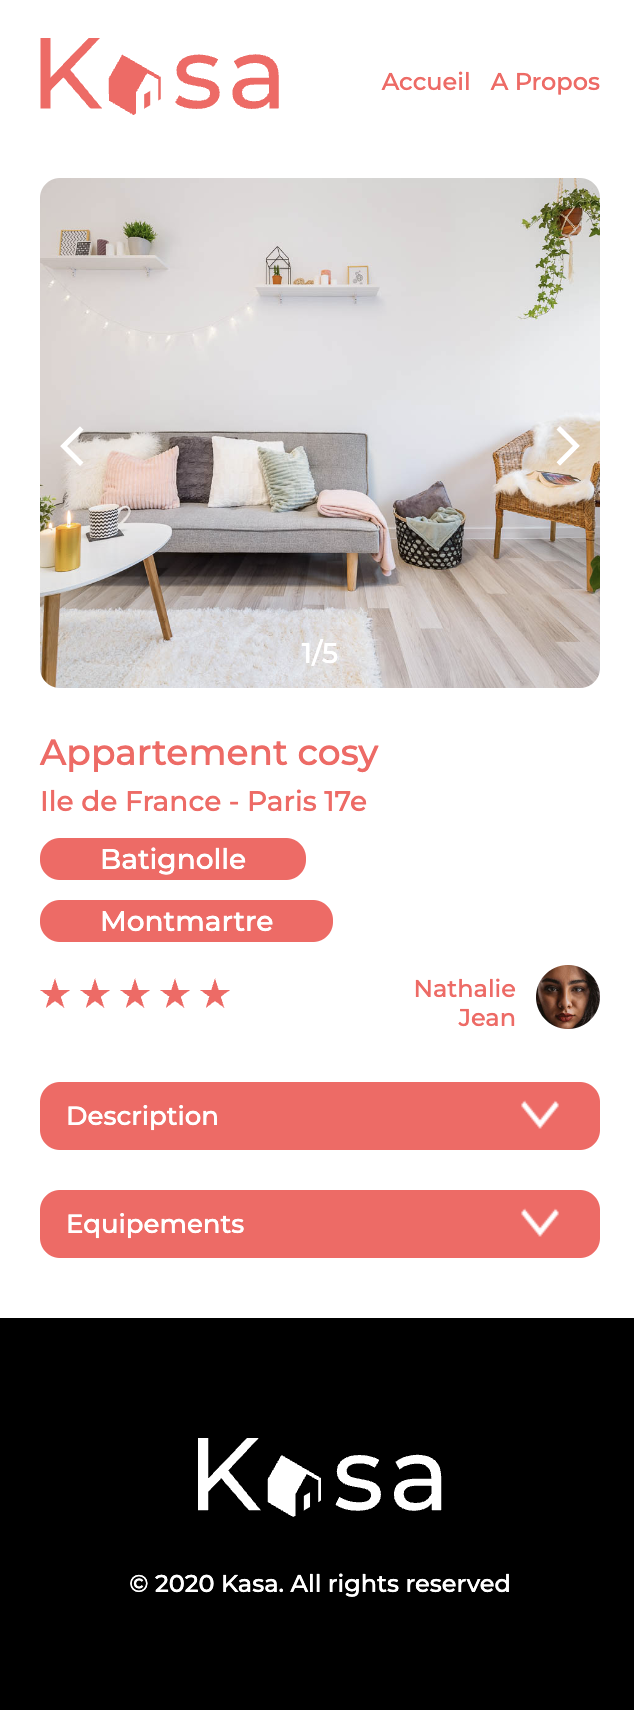 Kasa
Accueil A Propos
1/5
Appartement cosy
Ile de France - Paris 17e
Batignolle
Montmartre
Nathalie
Jean
Description
Equipements
Kasa
© 2020 Kasa. All rights reserved